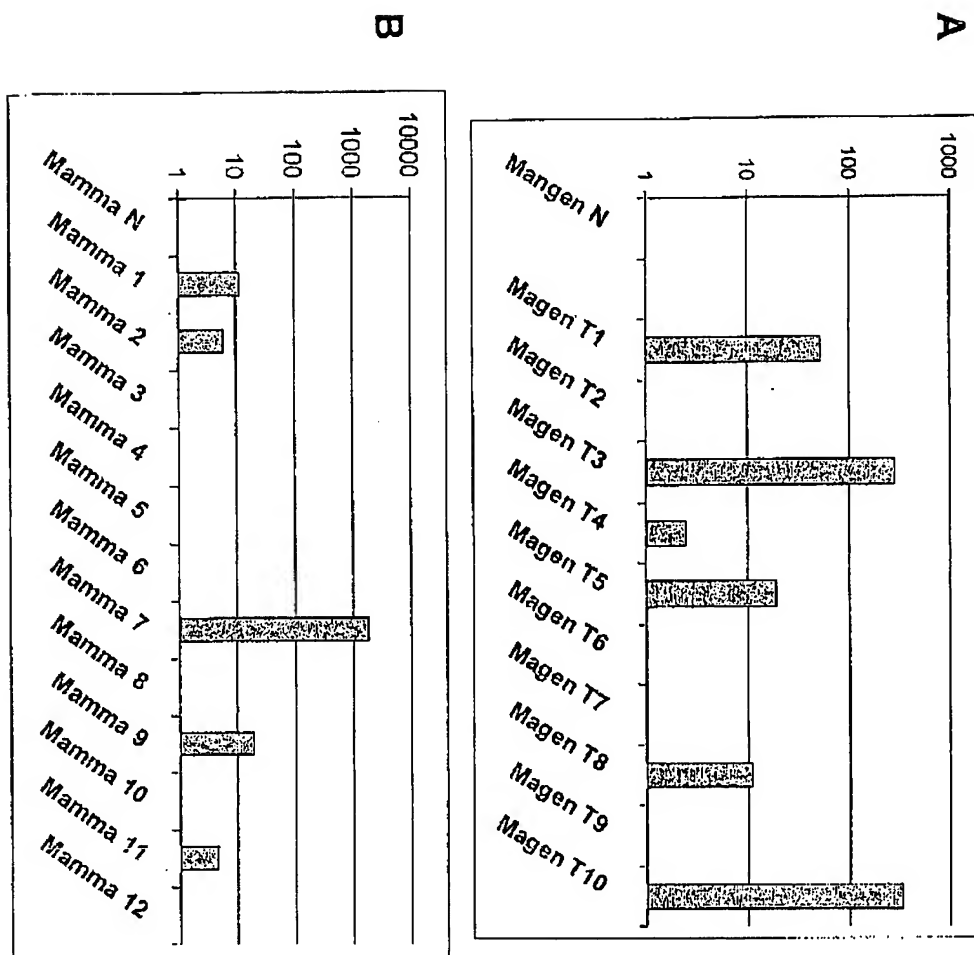 A
1000
100
10
1
Mangen N
Magen T1
Magen T2
Magen T3
Magen T4
Magen T5
Magen T6
Magen T7
Magen T8
Magen T9
Magen T10
B
10000
1000
100
10
1
Mamma N
Mamma 1
Mamma 2
Mamma 3
Mamma 4
Mamma 5
Mamma 6
Mamma 7
Mamma 8
Mamma 9
Mamma 10
Mamma 11
Mamma 12